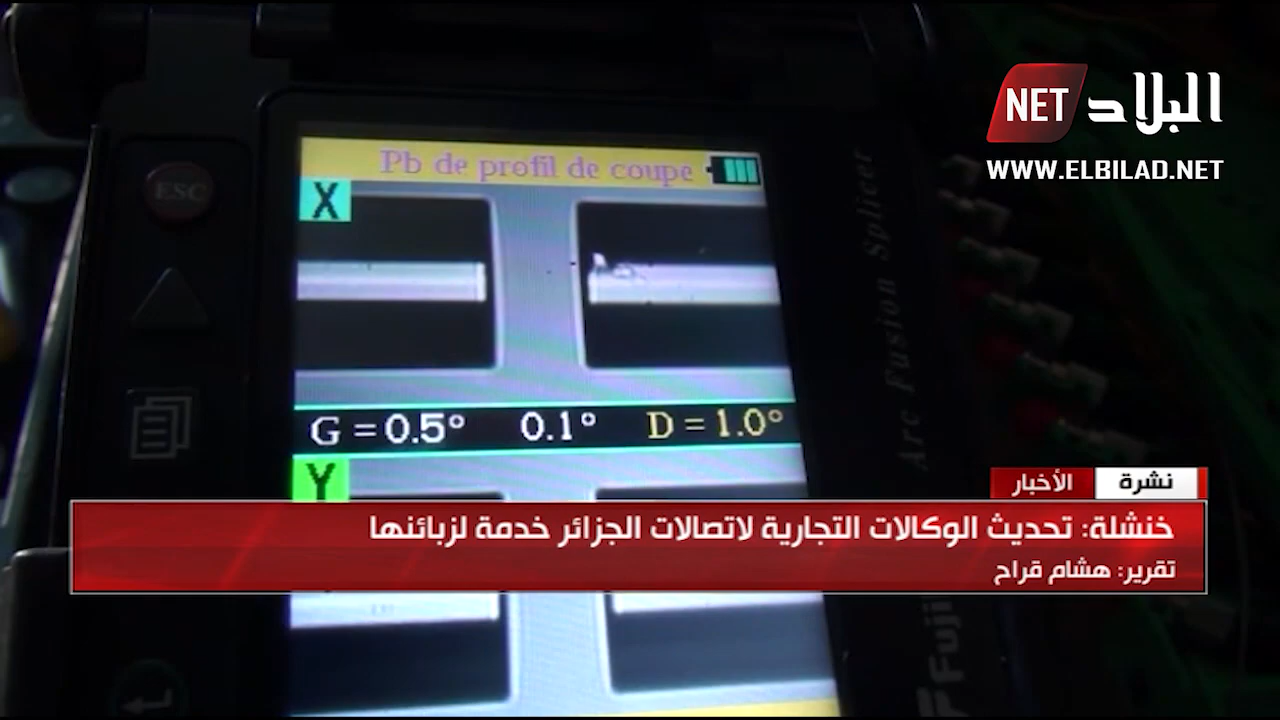 NET البلاد
WWW.ELBILAD.NET
Pb de profil de coupe
ESC
X
G = 0.5° 0.1° D = 1.0°
Y
Arc Fusion Splicer
نشرة الأخبار
خنشلة: تحديث الوكالات التجارية لاتصالات الجزائر خدمة لزبائنها
تقرير: هشام قراح
Fuji